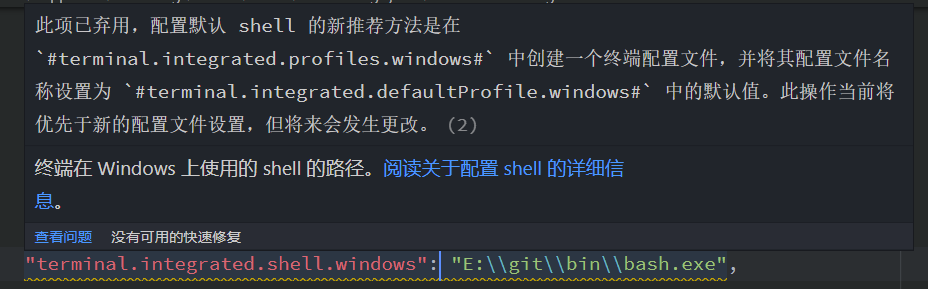 此项已弃用，配置默认 shell 的新推荐方法是在
`#terminal.integrated.profiles.windows#` 中创建一个终端配置文件，并将其配置文件名
称设置为 `#terminal.integrated.defaultProfile.windows#` 中的默认值。此操作当前将
优先于新的配置文件设置，但将来会发生更改。 (2)
终端在 Windows 上使用的 shell 的路径。阅读关于配置 shell 的详细信
息。
查看问题 没有可用的快速修复
"terminal.integrated.shell.windows": "E:\\git\\bin\\bash.exe",